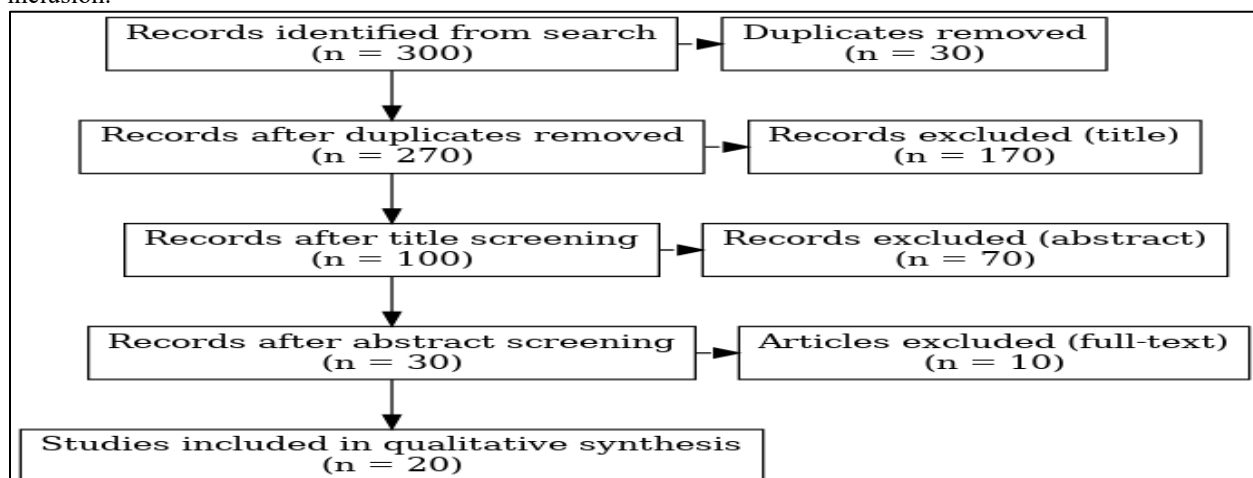 inclusion.
Records identified from search
(n = 300)
Duplicates removed
(n = 30)
Records after duplicates removed
(n = 270)
Records excluded (title)
(n = 170)
Records after title screening
(n = 100)
Records excluded (abstract)
(n = 70)
Records after abstract screening
(n = 30)
Articles excluded (full-text)
(n = 10)
Studies included in qualitative synthesis
(n = 20)